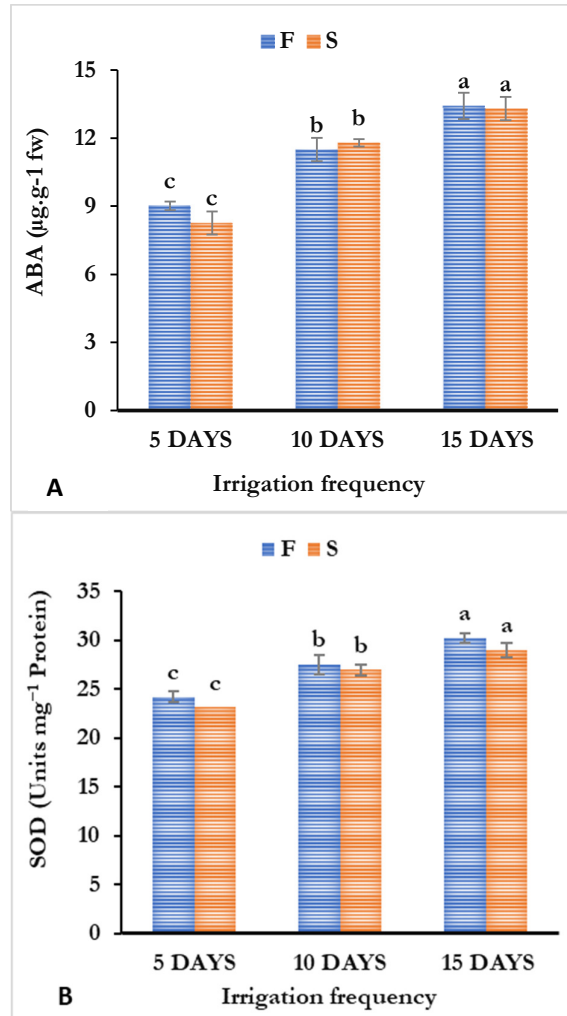 F S
ABA (µg.g-1 fw)
15
12
9
6
3
0
c c
b b
a a
5 DAYS 10 DAYS 15 DAYS
A Irrigation frequency
F S
SOD (Units mg⁻¹ Protein)
35
30
25
20
15
10
5
0
c c
b b
a a
5 DAYS 10 DAYS 15 DAYS
B Irrigation frequency